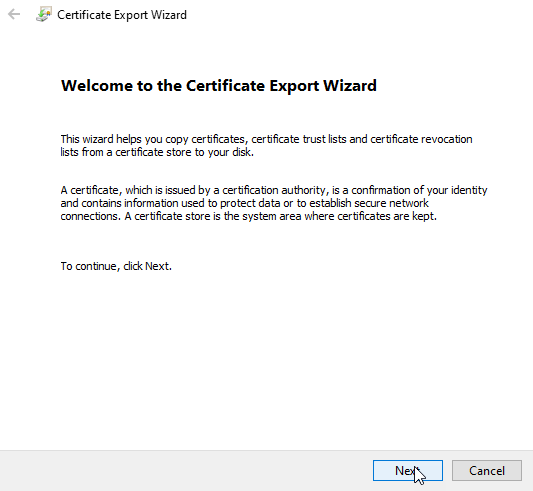 Certificate Export Wizard
Welcome to the Certificate Export Wizard
This wizard helps you copy certificates, certificate trust lists and certificate revocation
lists from a certificate store to your disk.
A certificate, which is issued by a certification authority, is a confirmation of your identity
and contains information used to protect data or to establish secure network
connections. A certificate store is the system area where certificates are kept.
To continue, click Next.
Next Cancel